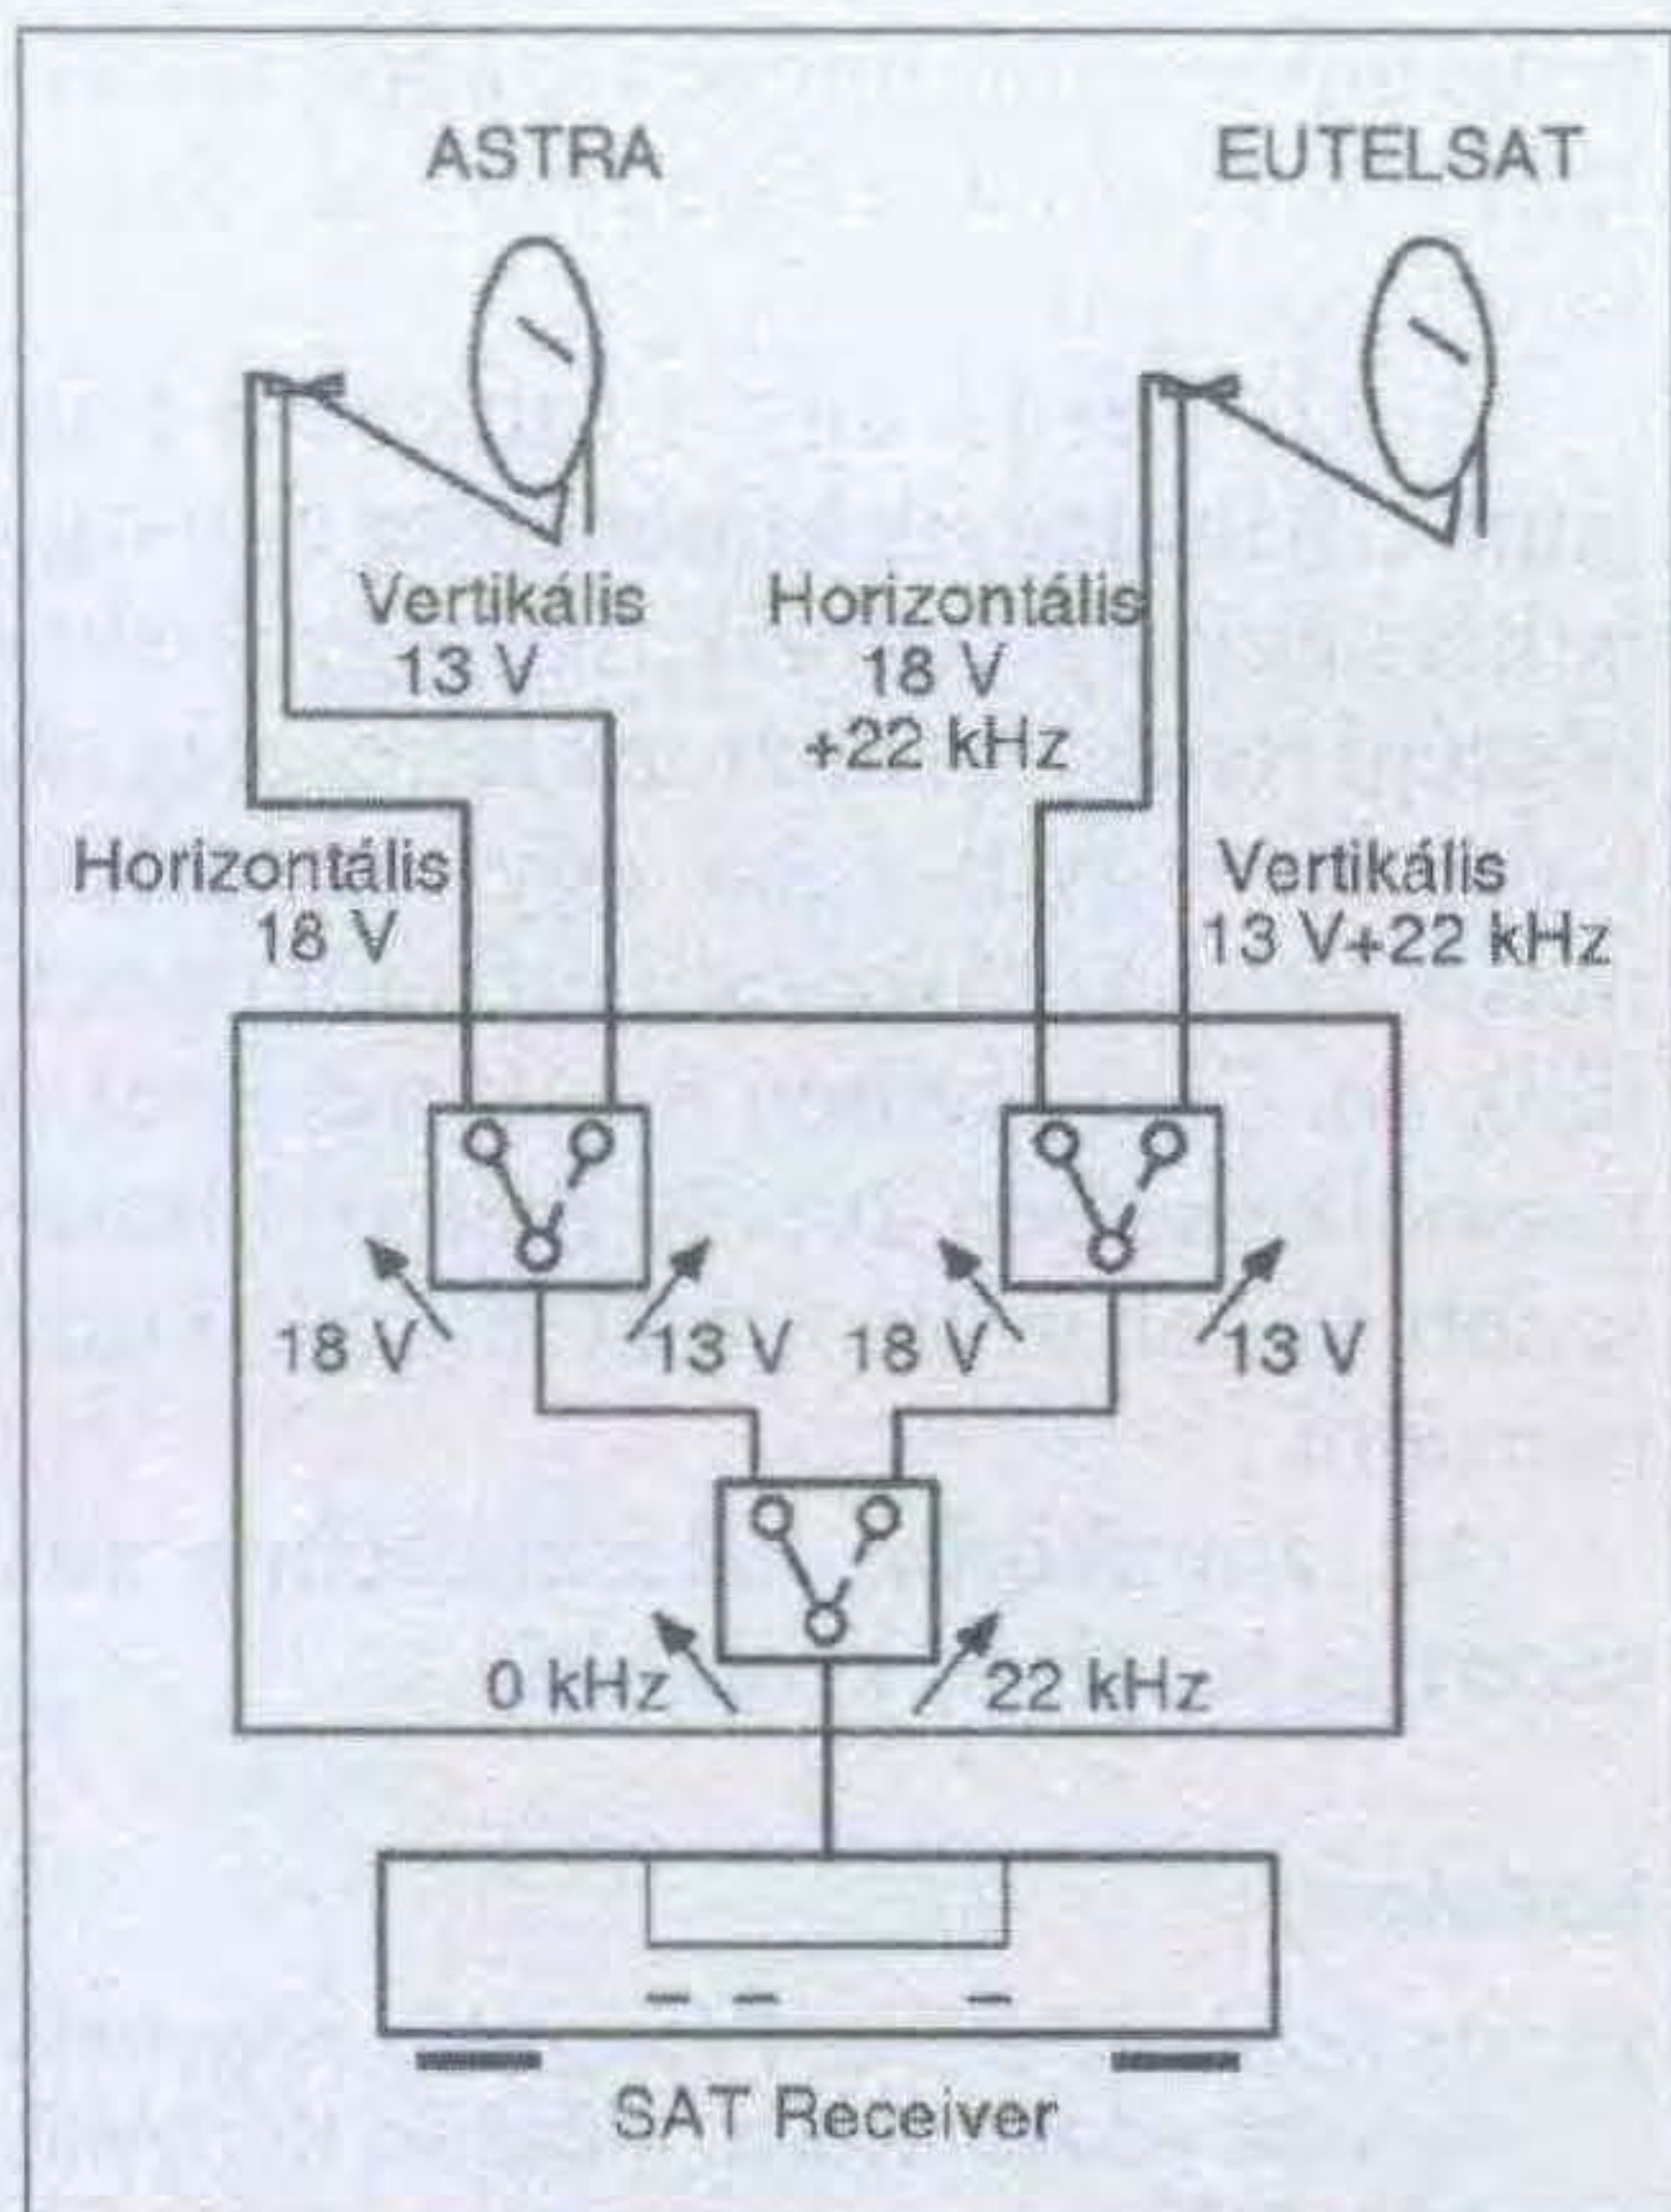 ASTRA
EUTELSAT
Vertikális
13 V
Horizontális
18 V
+22 kHz
Horizontális
18 V
Vertikális
13 V+22 kHz
18 V
13 V
18 V
13 V
0 kHz
22 kHz
SAT Receiver